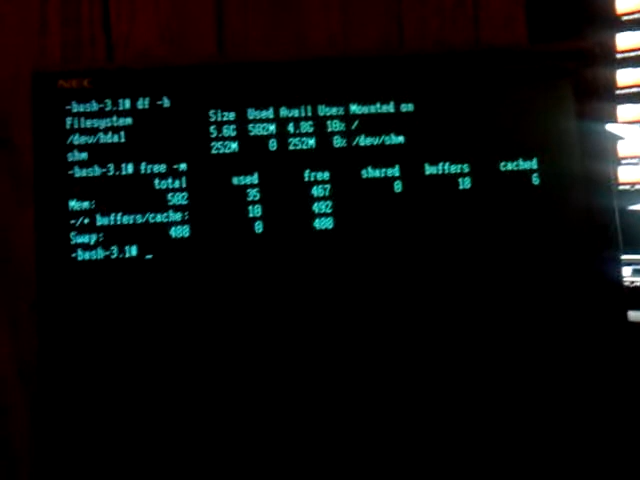 NEC
-bash-3.1# df -h
Filesystem Size Used Avail Use% Mounted on
/dev/hda1 5.6G 502M 4.8G 10% /
shm 252M 0 252M 0% /dev/shm
-bash-3.1# free -m
total used free shared buffers cached
Mem: 502 35 467 0 18 6
-/+ buffers/cache: 10 492
Swap: 488 0 488
-bash-3.1# _